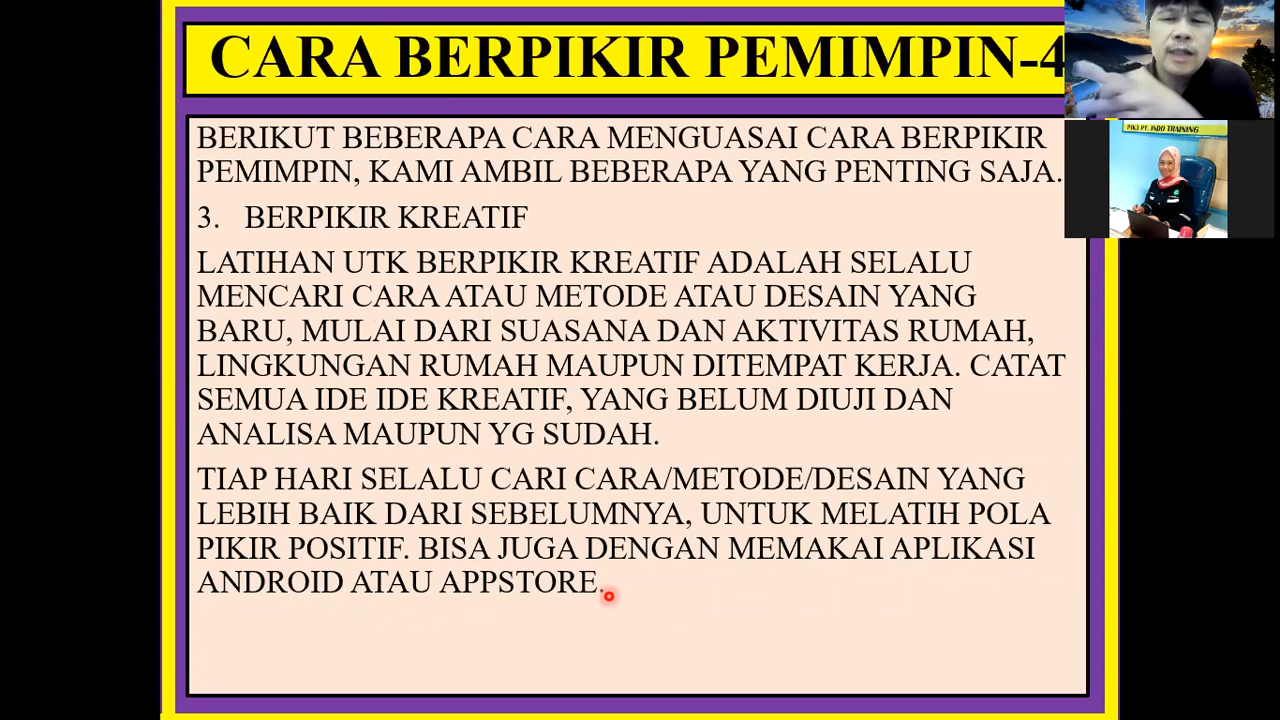 CARA BERPIKIR PEMIMPIN-4
BERIKUT BEBERAPA CARA MENGUASAI CARA BERPIKIR
PEMIMPIN, KAMI AMBIL BEBERAPA YANG PENTING SAJA.
3. BERPIKIR KREATIF
LATIHAN UTK BERPIKIR KREATIF ADALAH SELALU
MENCARI CARA ATAU METODE ATAU DESAIN YANG
BARU, MULAI DARI SUASANA DAN AKTIVITAS RUMAH,
LINGKUNGAN RUMAH MAUPUN DITEMPAT KERJA. CATAT
SEMUA IDE IDE KREATIF, YANG BELUM DIUJI DAN
ANALISA MAUPUN YG SUDAH.
TIAP HARI SELALU CARI CARA/METODE/DESAIN YANG
LEBIH BAIK DARI SEBELUMNYA, UNTUK MELATIH POLA
PIKIR POSITIF. BISA JUGA DENGAN MEMAKAI APLIKASI
ANDROID ATAU APPSTORE.
PJK3 PT. INDO TRAINING